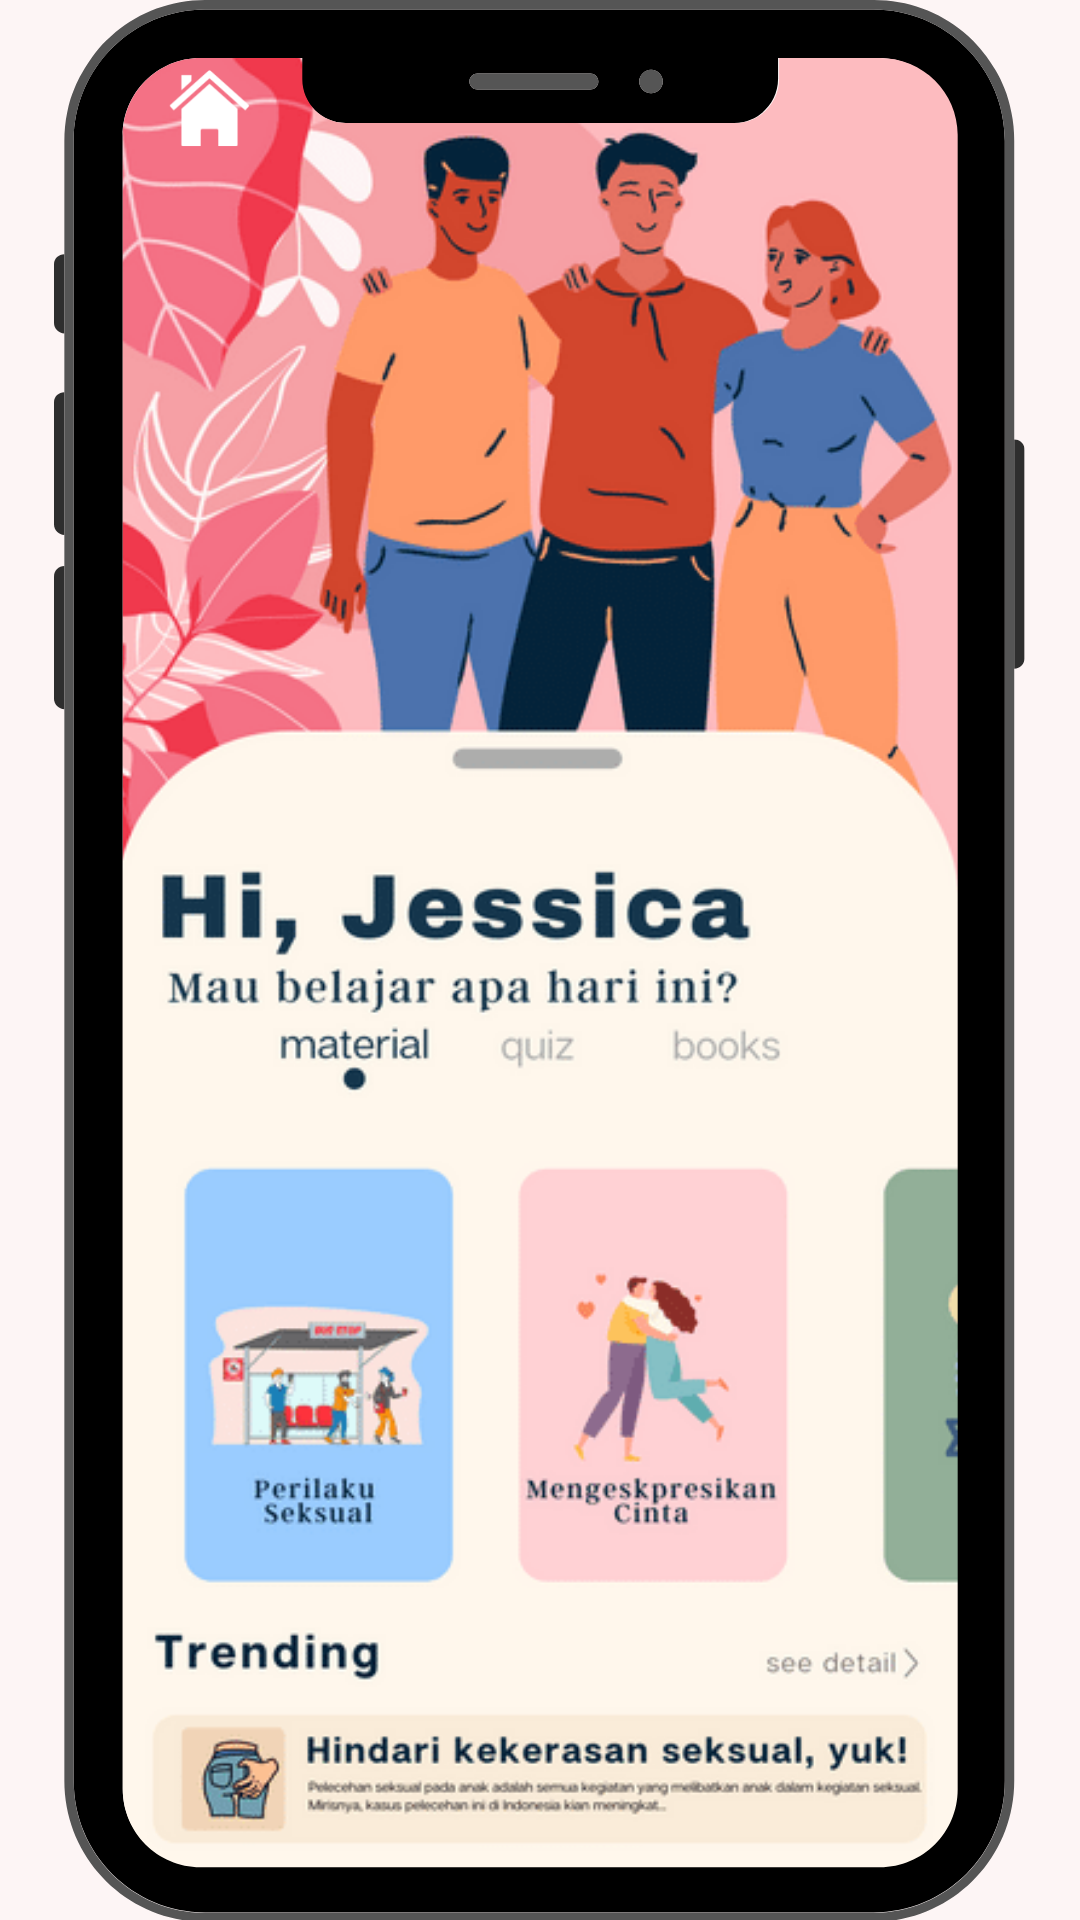 Hi, Jessica
Mau belajar apa hari ini?
material quiz books
BUS STOP
Perilaku
Seksual
Mengeskpresikan
Cinta
Trending
see detail
Hindari kekerasan seksual, yuk!
Pelecehan seksual pada anak adalah semua kegiatan yang melibatkan anak dalam kegiatan seksual.
Mirisnya, kasus pelecehan ini di Indonesia kian meningkat...